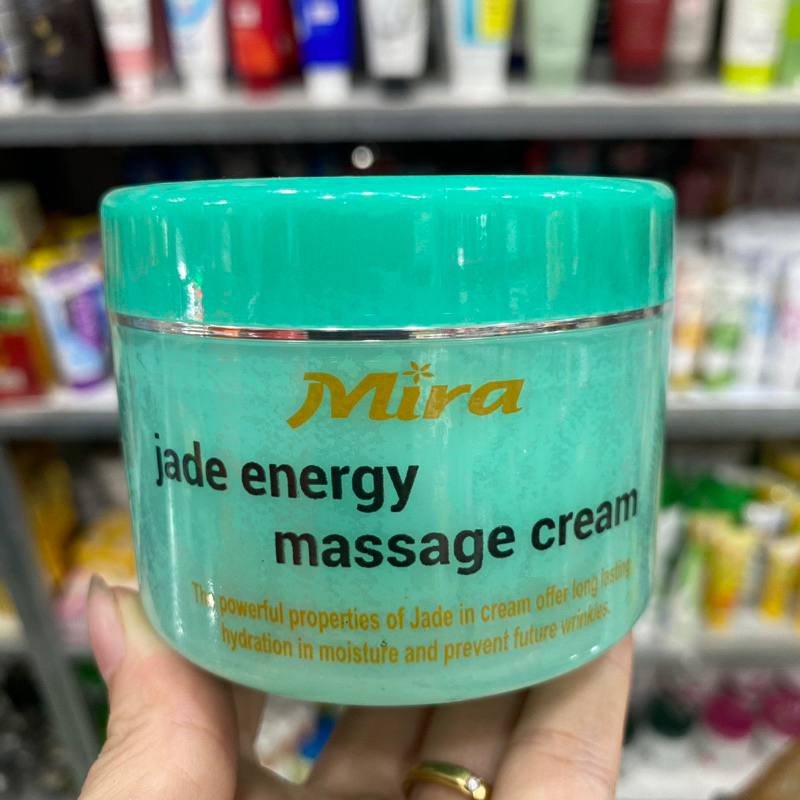 Mira
jade energy
massage cream
The powerful properties of Jade in cream offer long lasting
hydration in moisture and prevent future wrinkles.